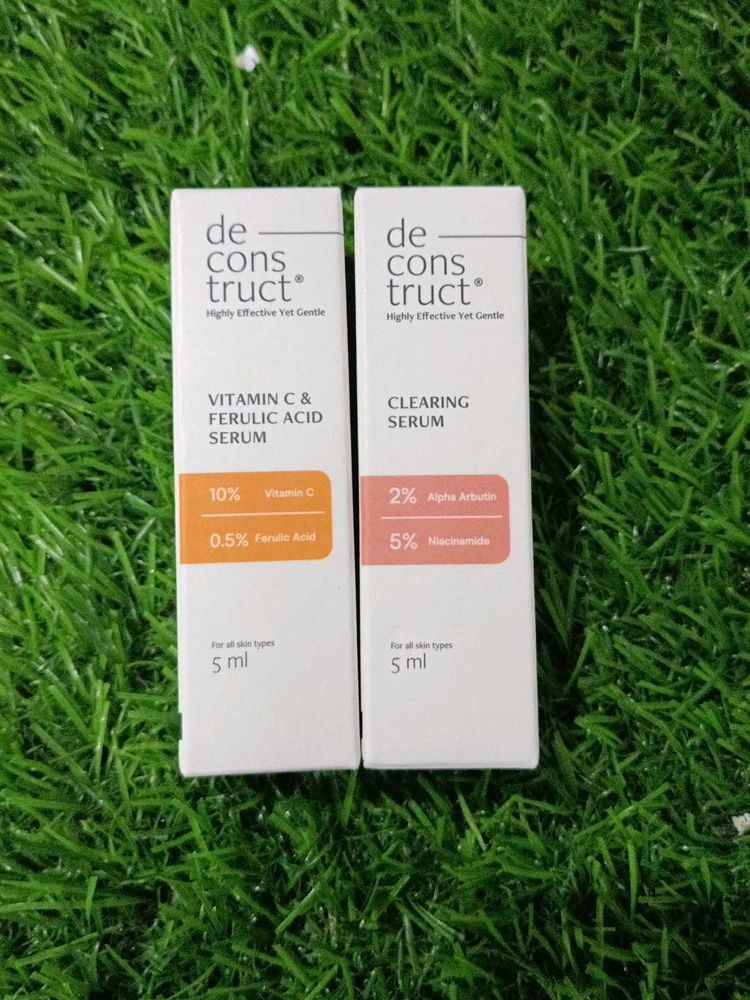 de
cons
truct®
Highly Effective Yet Gentle
VITAMIN C &
FERULIC ACID
SERUM
10% Vitamin C
0.5% Ferulic Acid
For all skin types
5 ml
de
cons
truct®
Highly Effective Yet Gentle
CLEARING
SERUM
2% Alpha Arbutin
5% Niacinamide
For all skin types
5 ml